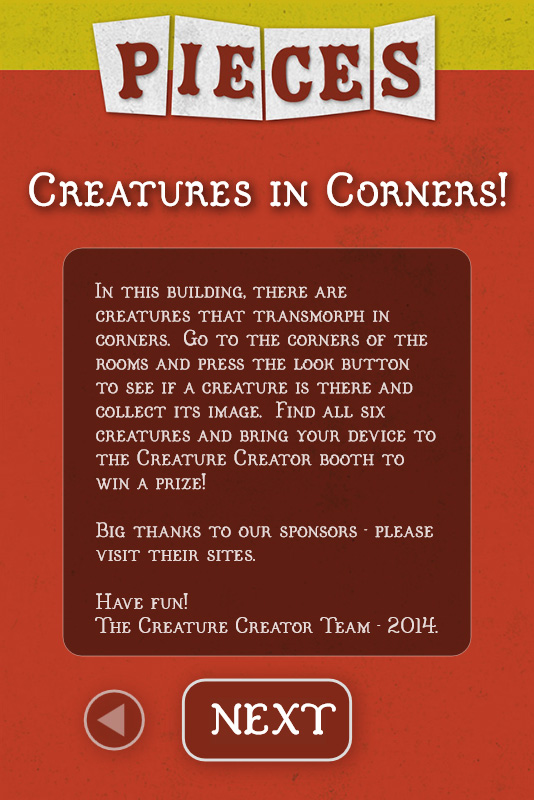 PIECES
Creatures in Corners!
In this building, there are
creatures that transmorph in
corners.  Go to the corners of the
rooms and press the look button
to see if a creature is there and
collect its image.  Find all six
creatures and bring your device to
the Creature Creator booth to
win a prize!
Big thanks to our sponsors - please
visit their sites.
Have fun!
The Creature Creator Team - 2014.
NEXT